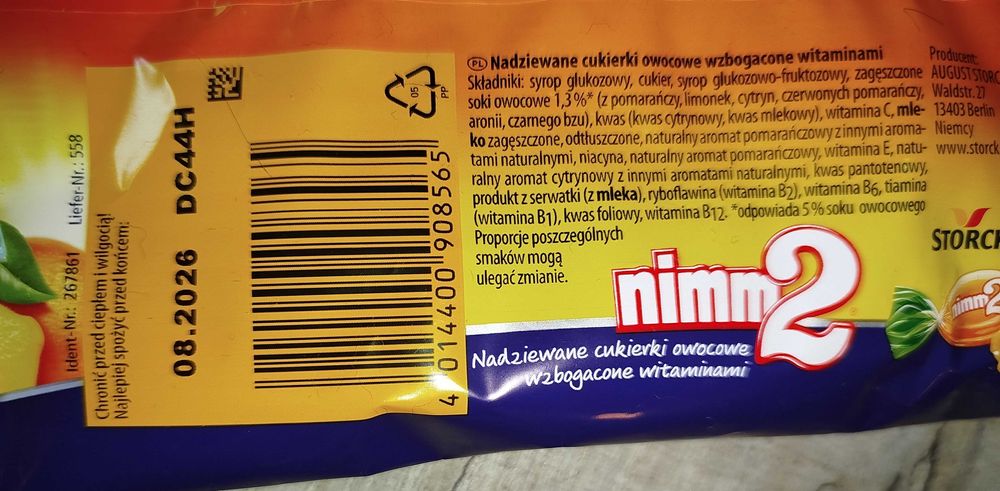 Ident-Nr.: 267861 Liefer-Nr.: 558
Chronić przed ciepłem i wilgocią!
Najlepiej spożyć przed końcem:
08.2026 DC44H
05
PP
4 014400 908565
PL Nadziewane cukierki owocowe wzbogacone witaminami
Składniki: syrop glukozowy, cukier, syrop glukozowo-fruktozowy, zagęszczone
soki owocowe 1,3%* (z pomarańczy, limonek, cytryn, czerwonych pomarańczy,
aronii, czarnego bzu), kwas (kwas cytrynowy, kwas mlekowy), witamina C, mle-
ko zagęszczone, odtłuszczone, naturalny aromat pomarańczowy z innymi aroma-
tami naturalnymi, niacyna, naturalny aromat pomarańczowy, witamina E, natu-
ralny aromat cytrynowy z innymi aromatami naturalnymi, kwas pantotenowy,
produkt z serwatki (z mleka), ryboflawina (witamina B2), witamina B6, tiamina
(witamina B1), kwas foliowy, witamina B12. *odpowiada 5% soku owocowego
Proporcje poszczególnych
smaków mogą
ulegać zmianie.
Producent:
AUGUST STORC
Waldstr. 27
13403 Berlin
Niemcy
www.storck
STORCK
nimm2
nimm2
Nadziewane cukierki owocowe
wzbogacone witaminami